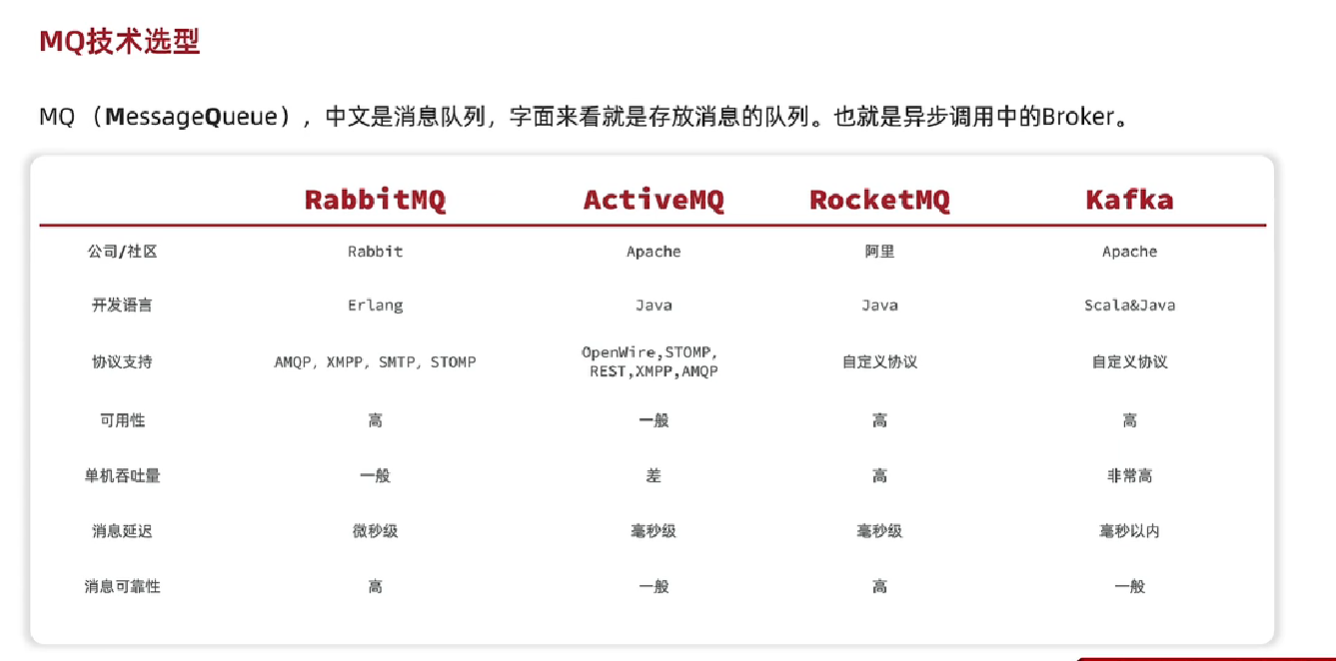 MQ技术选型
MQ（MessageQueue），中文是消息队列，字面来看就是存放消息的队列。也就是异步调用中的Broker。
RabbitMQ ActiveMQ RocketMQ Kafka
公司/社区 Rabbit Apache 阿里 Apache
开发语言 Erlang Java Java Scala&Java
协议支持 AMQP，XMPP，SMTP，STOMP OpenWire,STOMP, REST,XMPP,AMQP 自定义协议 自定义协议
可用性 高 一般 高 高
单机吞吐量 一般 差 高 非常高
消息延迟 微秒级 毫秒级 毫秒级 毫秒以内
消息可靠性 高 一般 高 一般